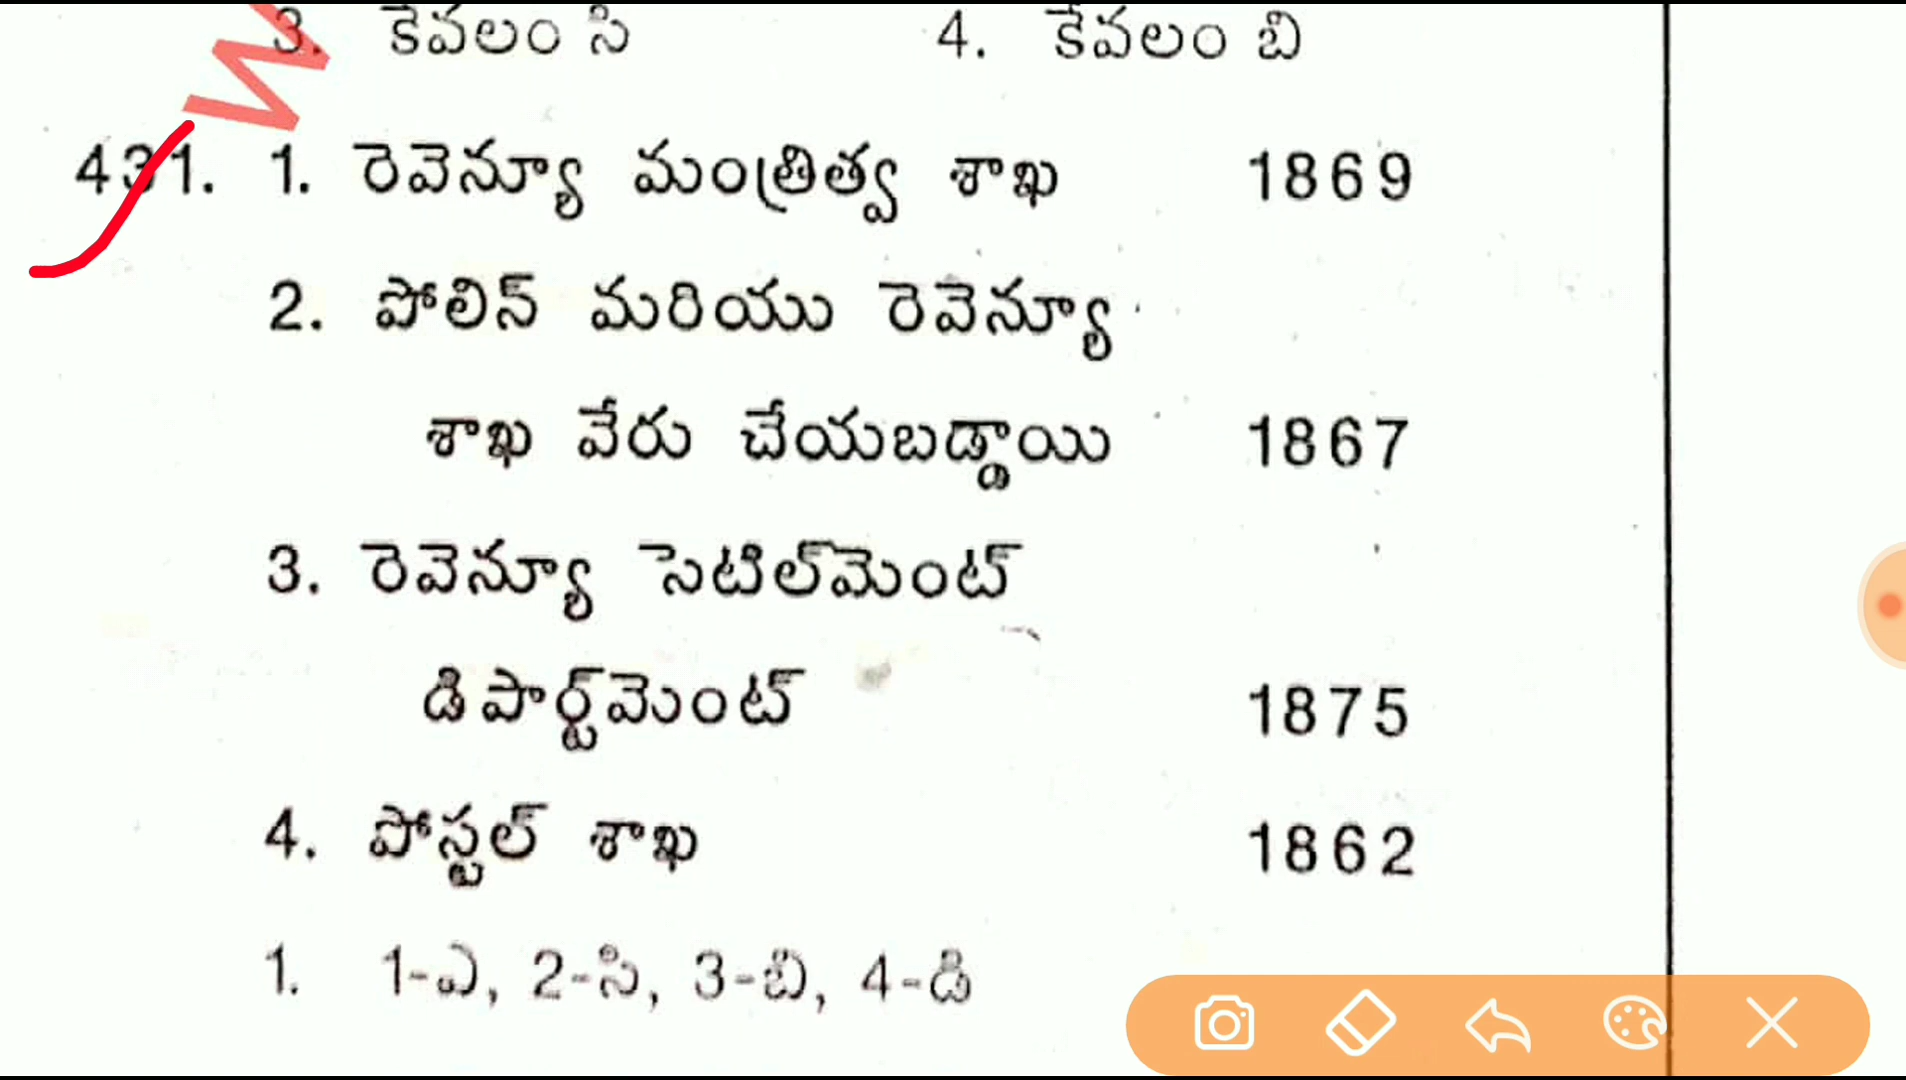 3. కేవలం సి 4. కేవలం బి
431. 1. రెవెన్యూ మంత్రిత్వ శాఖ 1869
2. పోలిస్ మరియు రెవెన్యూ
శాఖ వేరు చేయబడ్డాయి 1867
3. రెవెన్యూ సెటిల్‌మెంట్
డిపార్ట్‌మెంట్ 1875
4. పోస్టల్ శాఖ 1862
1. 1-ఎ, 2-సి, 3-బి, 4-డి